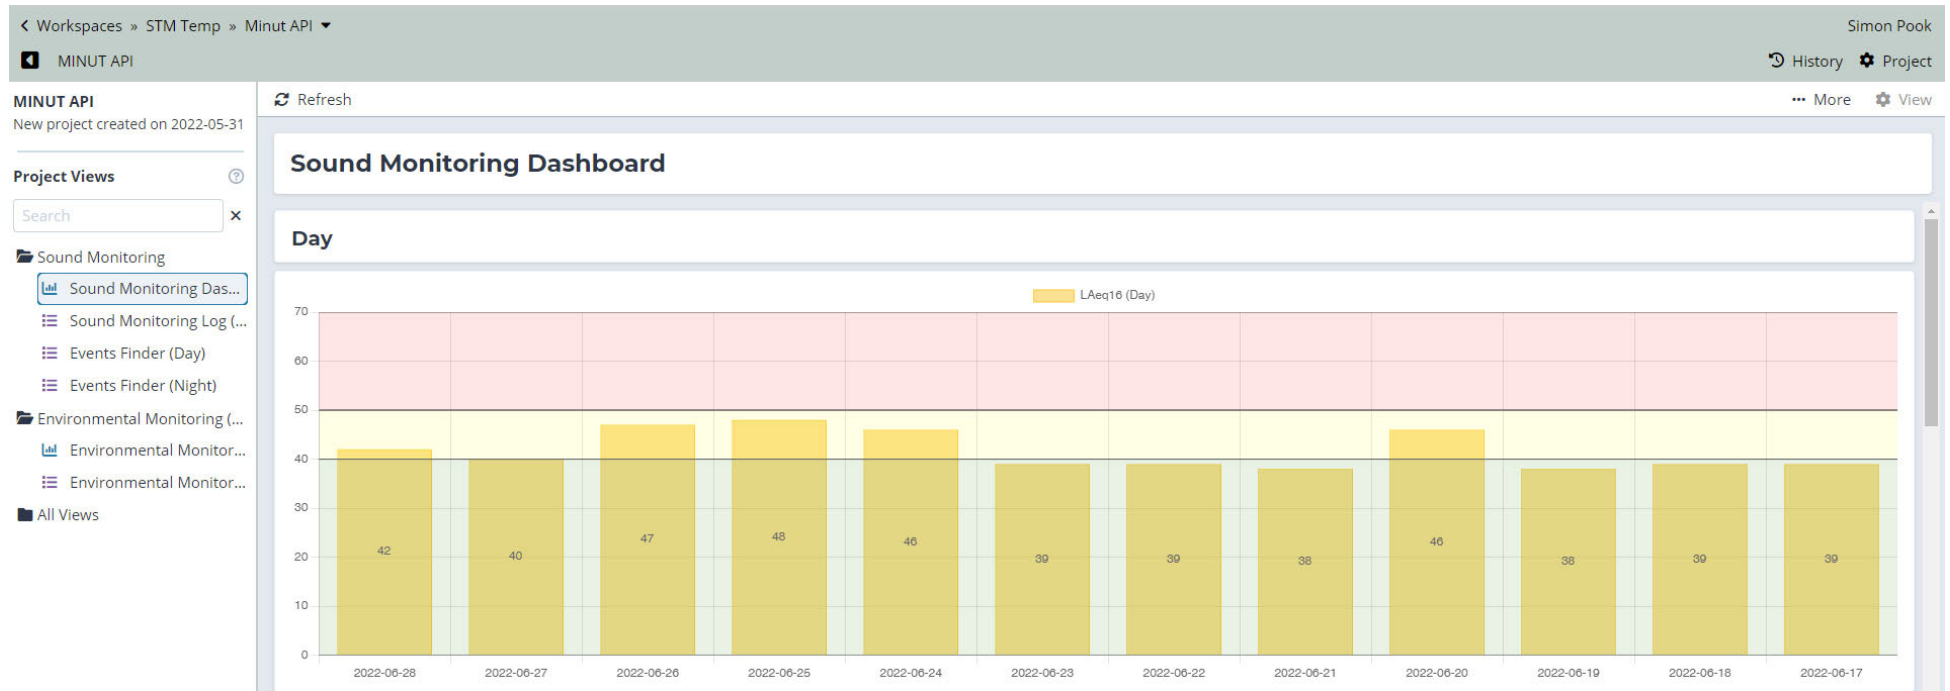 Workspaces » STM Temp » Minut API
Simon Pook
MINUT API
History Project
MINUT API
New project created on 2022-05-31
Refresh
More View
Project Views
Search
Sound Monitoring
Sound Monitoring Das...
Sound Monitoring Log (...
Events Finder (Day)
Events Finder (Night)
Environmental Monitoring (...
Environmental Monitor...
Environmental Monitor...
All Views
Sound Monitoring Dashboard
Day
LAeq16 (Day)
70
60
50
40
30
20
10
0
42 40 47 48 46 39 39 38 46 38 39 39
2022-06-28 2022-06-27 2022-06-26 2022-06-25 2022-06-24 2022-06-23 2022-06-22 2022-06-21 2022-06-20 2022-06-19 2022-06-18 2022-06-17